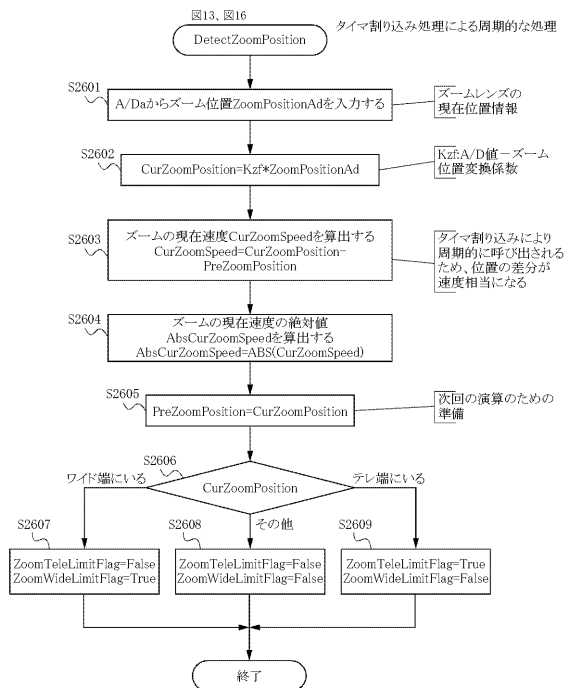 図13、図16
DetectZoomPosition
タイマ割り込み処理による周期的な処理
S2601
A/Daからズーム位置ZoomPositionAdを入力する
ズームレンズの
現在位置情報
S2602
CurZoomPosition=Kzf*ZoomPositionAd
Kzf:A/D値－ズーム
位置変換係数
S2603
ズームの現在速度CurZoomSpeedを算出する
CurZoomSpeed=CurZoomPosition-
PreZoomPosition
タイマ割り込みにより
周期的に呼び出される
ため、位置の差分が
速度相当になる
S2604
ズームの現在速度の絶対値
AbsCurZoomSpeedを算出する
AbsCurZoomSpeed=ABS(CurZoomSpeed)
S2605
PreZoomPosition=CurZoomPosition
次回の演算のための
準備
S2606
CurZoomPosition
ワイド端にいる
テレ端にいる
その他
S2607
ZoomTeleLimitFlag=False
ZoomWideLimitFlag=True
S2608
ZoomTeleLimitFlag=False
ZoomWideLimitFlag=False
S2609
ZoomTeleLimitFlag=True
ZoomWideLimitFlag=False
終了